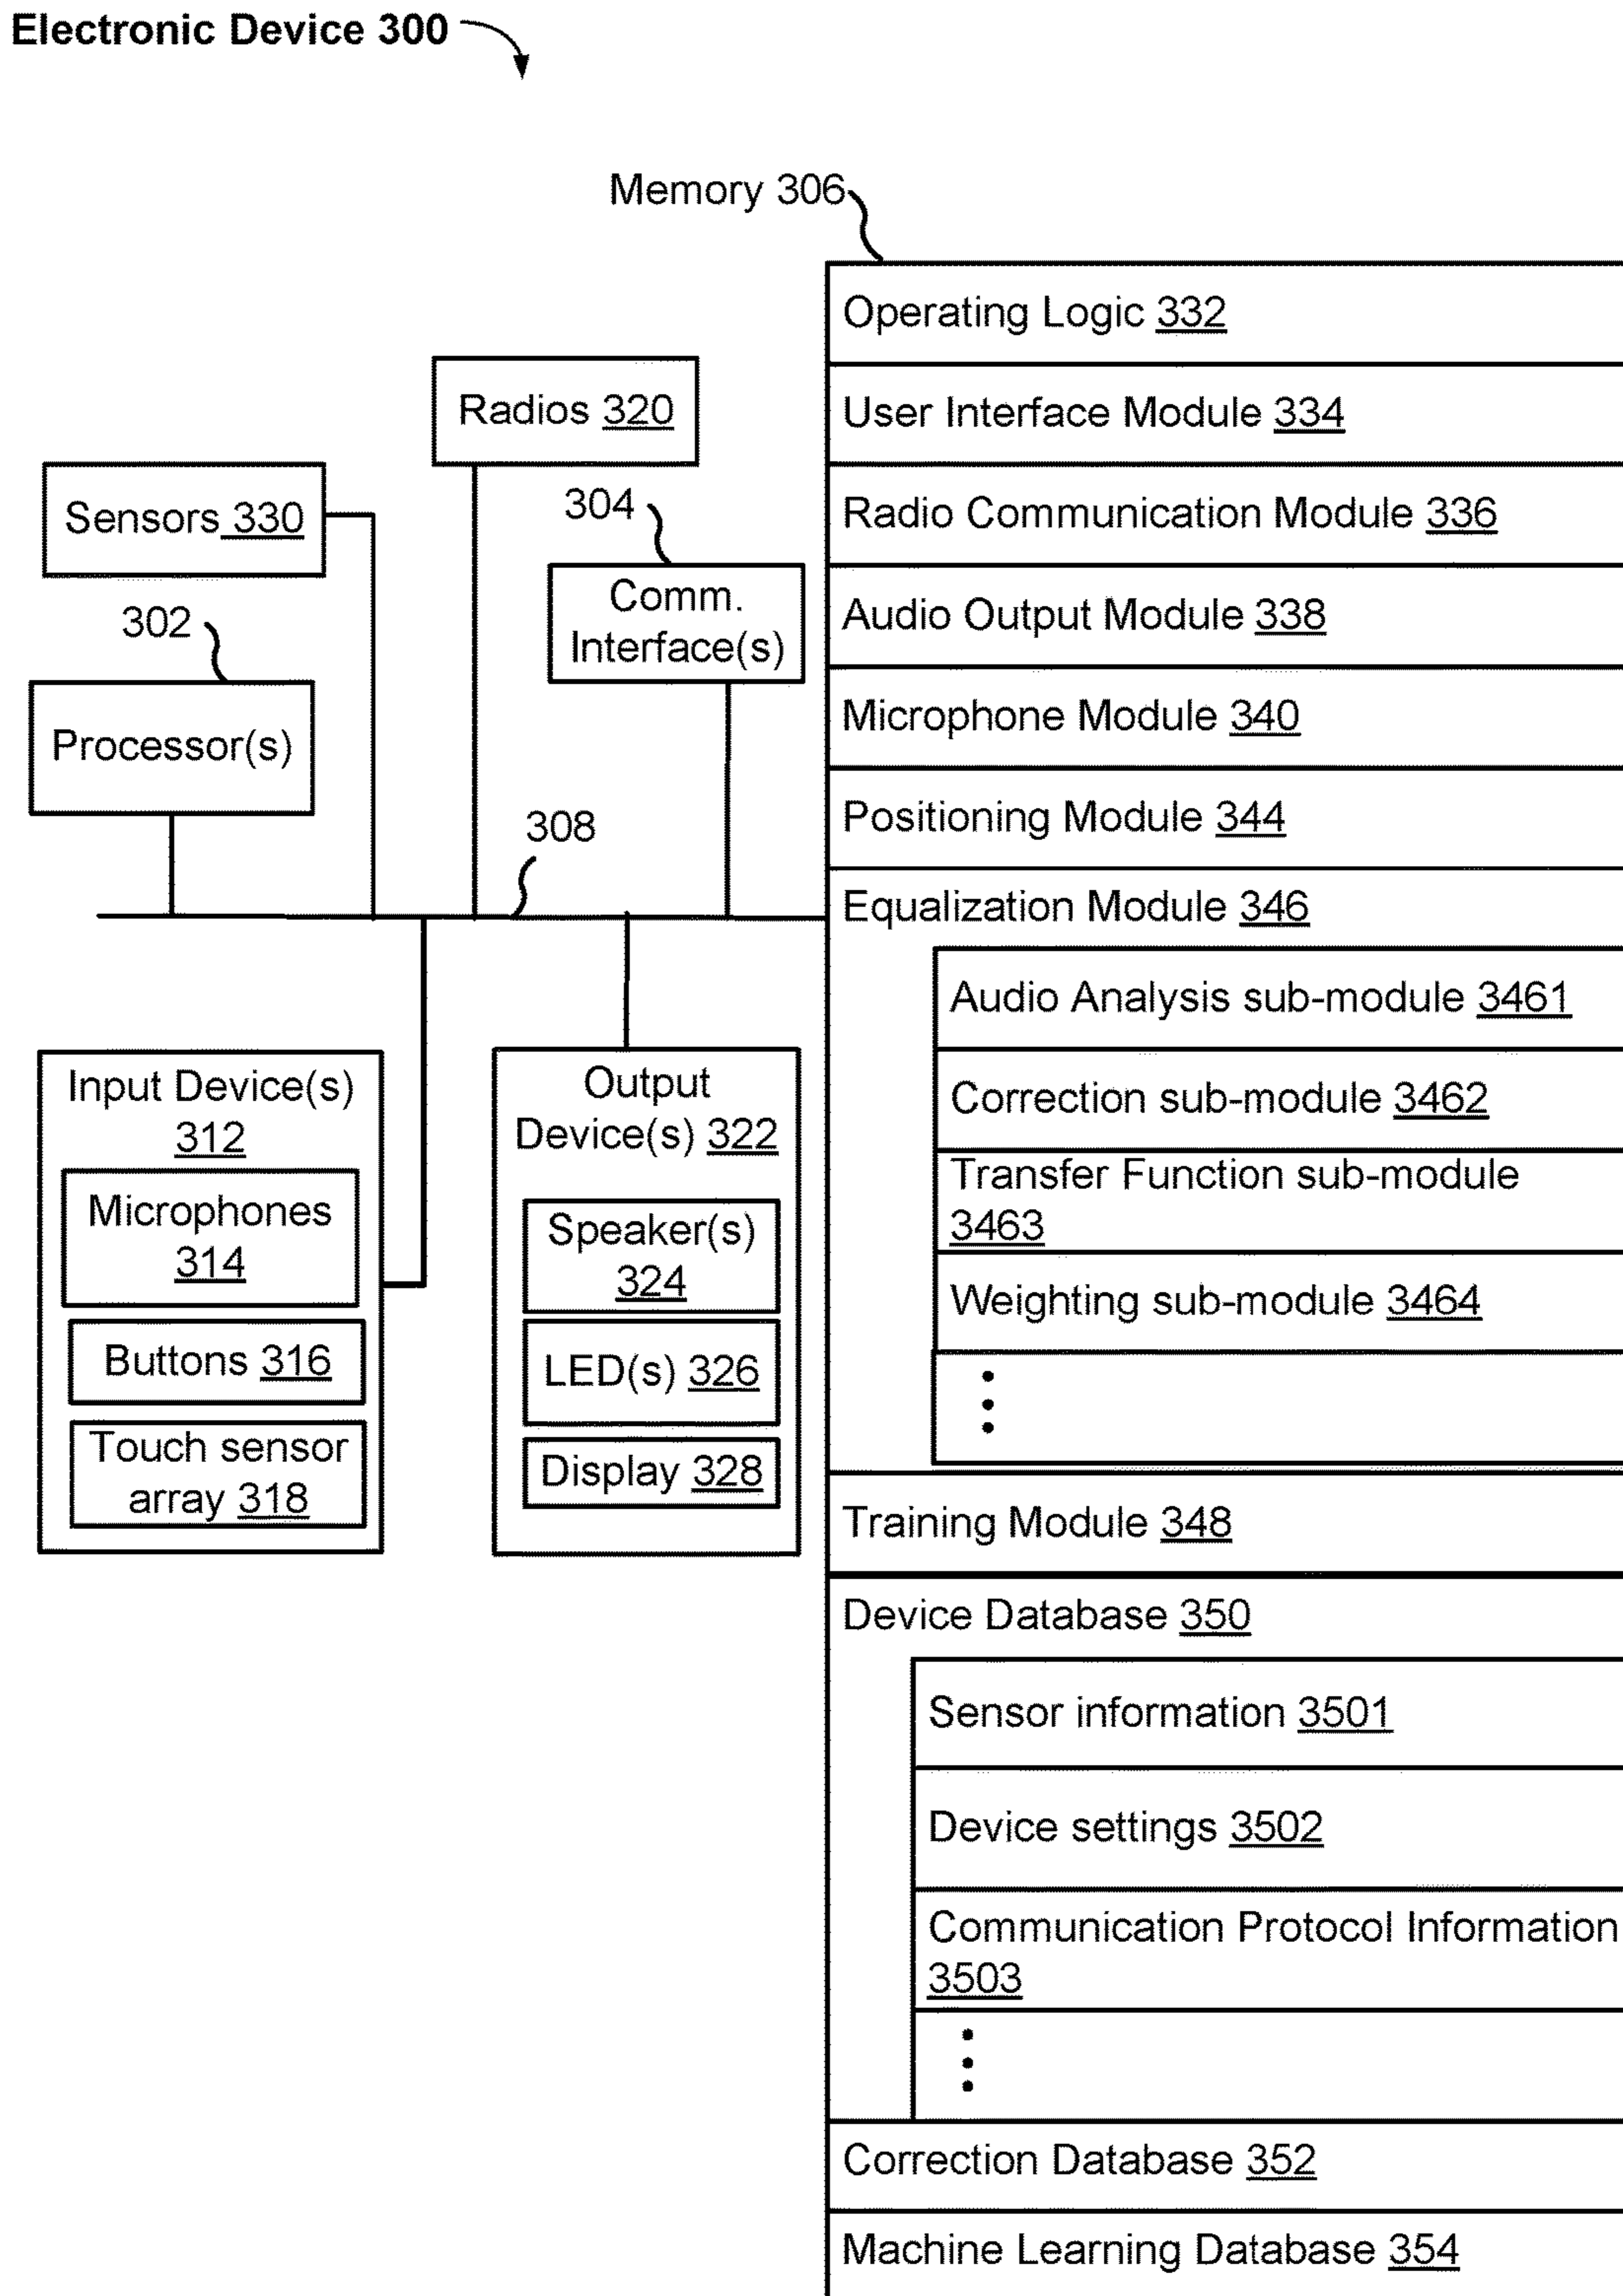 Electronic Device 300
Memory 306
Operating Logic 332
User Interface Module 334
Radio Communication Module 336
Audio Output Module 338
Microphone Module 340
Positioning Module 344
Equalization Module 346
Audio Analysis sub-module 3461
Correction sub-module 3462
Transfer Function sub-module
3463
Weighting sub-module 3464
Training Module 348
Device Database 350
Sensor information 3501
Device settings 3502
Communication Protocol Information
3503
Correction Database 352
Machine Learning Database 354
Radios 320
Sensors 330
304
Comm.
Interface(s)
302
Processor(s)
308
Input Device(s)
312
Microphones
314
Buttons 316
Touch sensor
array 318
Output
Device(s) 322
Speaker(s)
324
LED(s) 326
Display 328